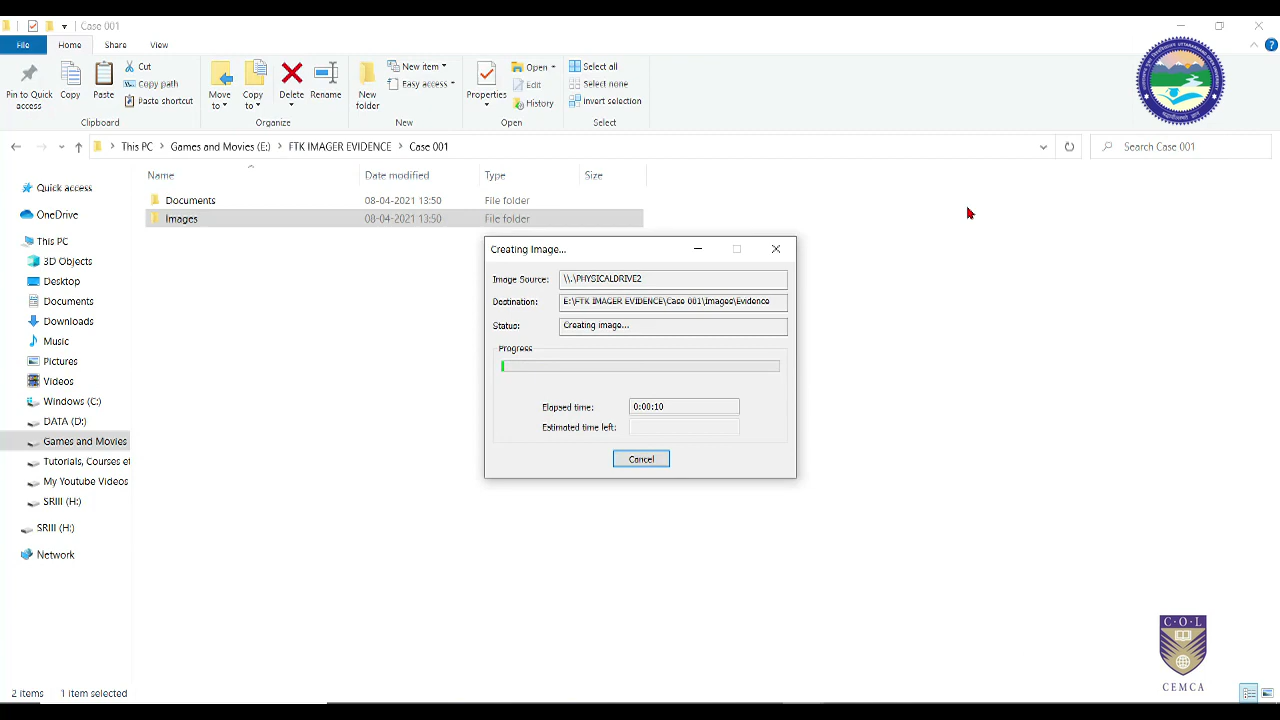 Case 001
File Home Share View
Pin to Quick access
Copy
Paste
Cut
Copy path
Paste shortcut
Clipboard
Move to
Copy to
Delete
Rename
Organize
New folder
New item
Easy access
New
Properties
Open
Edit
History
Open
Select all
Select none
Invert selection
Select
This PC > Games and Movies (E:) > FTK IMAGER EVIDENCE > Case 001
Search Case 001
Name Date modified Type Size
Documents 08-04-2021 13:50 File folder
Images 08-04-2021 13:50 File folder
Quick access
OneDrive
This PC
3D Objects
Desktop
Documents
Downloads
Music
Pictures
Videos
Windows (C:)
DATA (D:)
Games and Movies
Tutorials, Courses et
My Youtube Videos
SRIII (H:)
SRIII (H:)
Network
Creating Image...
Image Source: \\.\PHYSICALDRIVE2
Destination: E:\FTK IMAGER EVIDENCE\Case 001\Images\Evidence
Status: Creating image...
Progress
Elapsed time: 0:00:10
Estimated time left:
Cancel
2 items 1 item selected
C·O·L
CEMCA